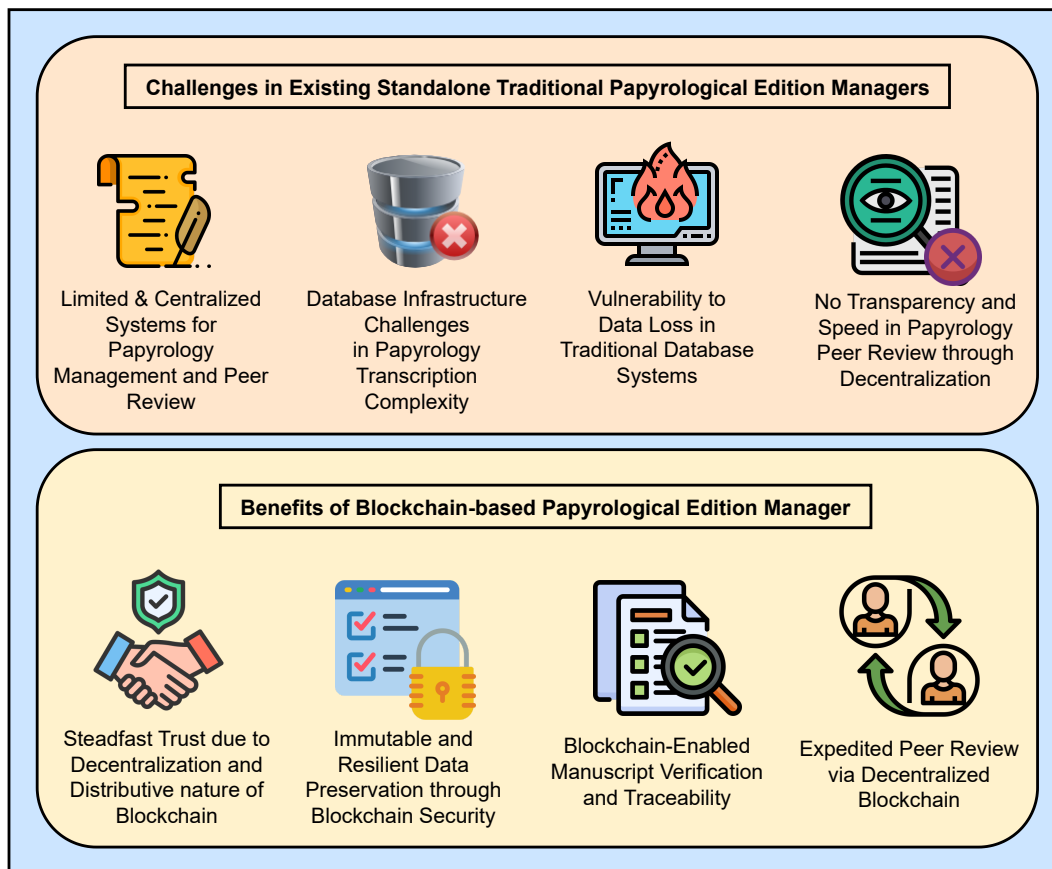 Challenges in Existing Standalone Traditional Papyrological Edition Managers
Limited & Centralized
Systems for
Papyrology
Management and Peer
Review
Database Infrastructure
Challenges
in Papyrology
Transcription
Complexity
Vulnerability to
Data Loss in
Traditional Database
Systems
No Transparency and
Speed in Papyrology
Peer Review through
Decentralization
Benefits of Blockchain-based Papyrological Edition Manager
Steadfast Trust due to
Decentralization and
Distributive nature of
Blockchain
Immutable and
Resilient Data
Preservation through
Blockchain Security
Blockchain-Enabled
Manuscript Verification
and Traceability
Expedited Peer Review
via Decentralized
Blockchain